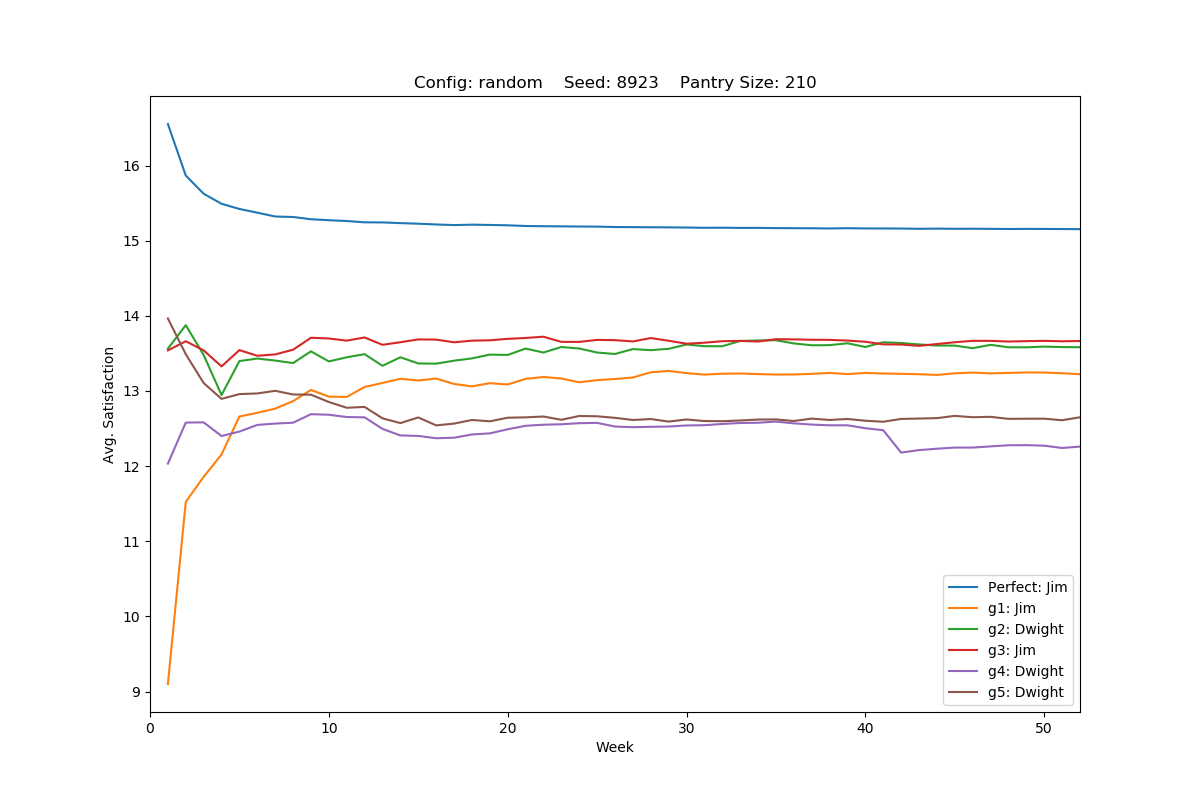 Config: random    Seed: 8923    Pantry Size: 210
Avg. Satisfaction
16
15
14
13
12
11
10
9
0 10 20 30 40 50
Week
Perfect: Jim
g1: Jim
g2: Dwight
g3: Jim
g4: Dwight
g5: Dwight